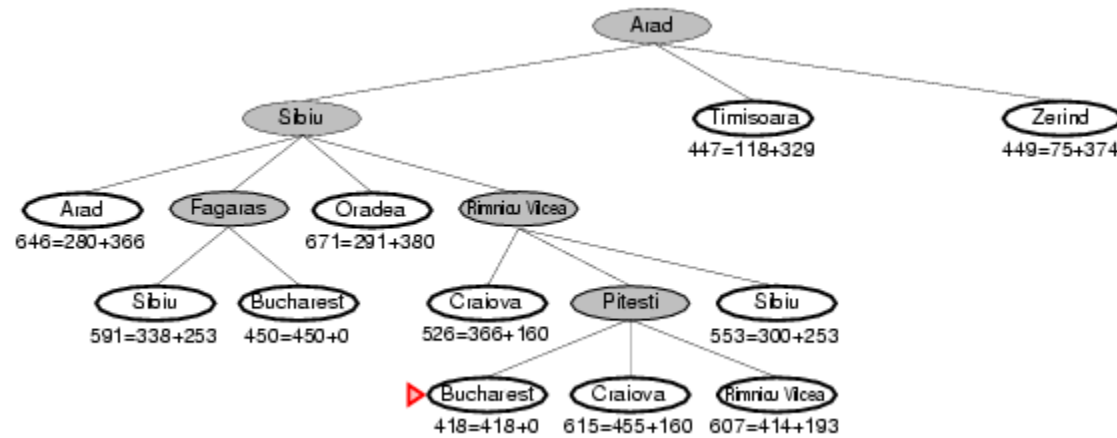 Arad
Sibiu
Timisoara
Zerind
447=118+329
449=75+374
Arad
Fagaras
Oradea
Rimnicu Vilcea
646=280+366
671=291+380
Sibiu
Bucharest
Craiova
Pitesti
Sibiu
591=338+253
450=450+0
526=366+160
553=300+253
Bucharest
Craiova
Rimnicu Vilcea
418=418+0
615=455+160
607=414+193